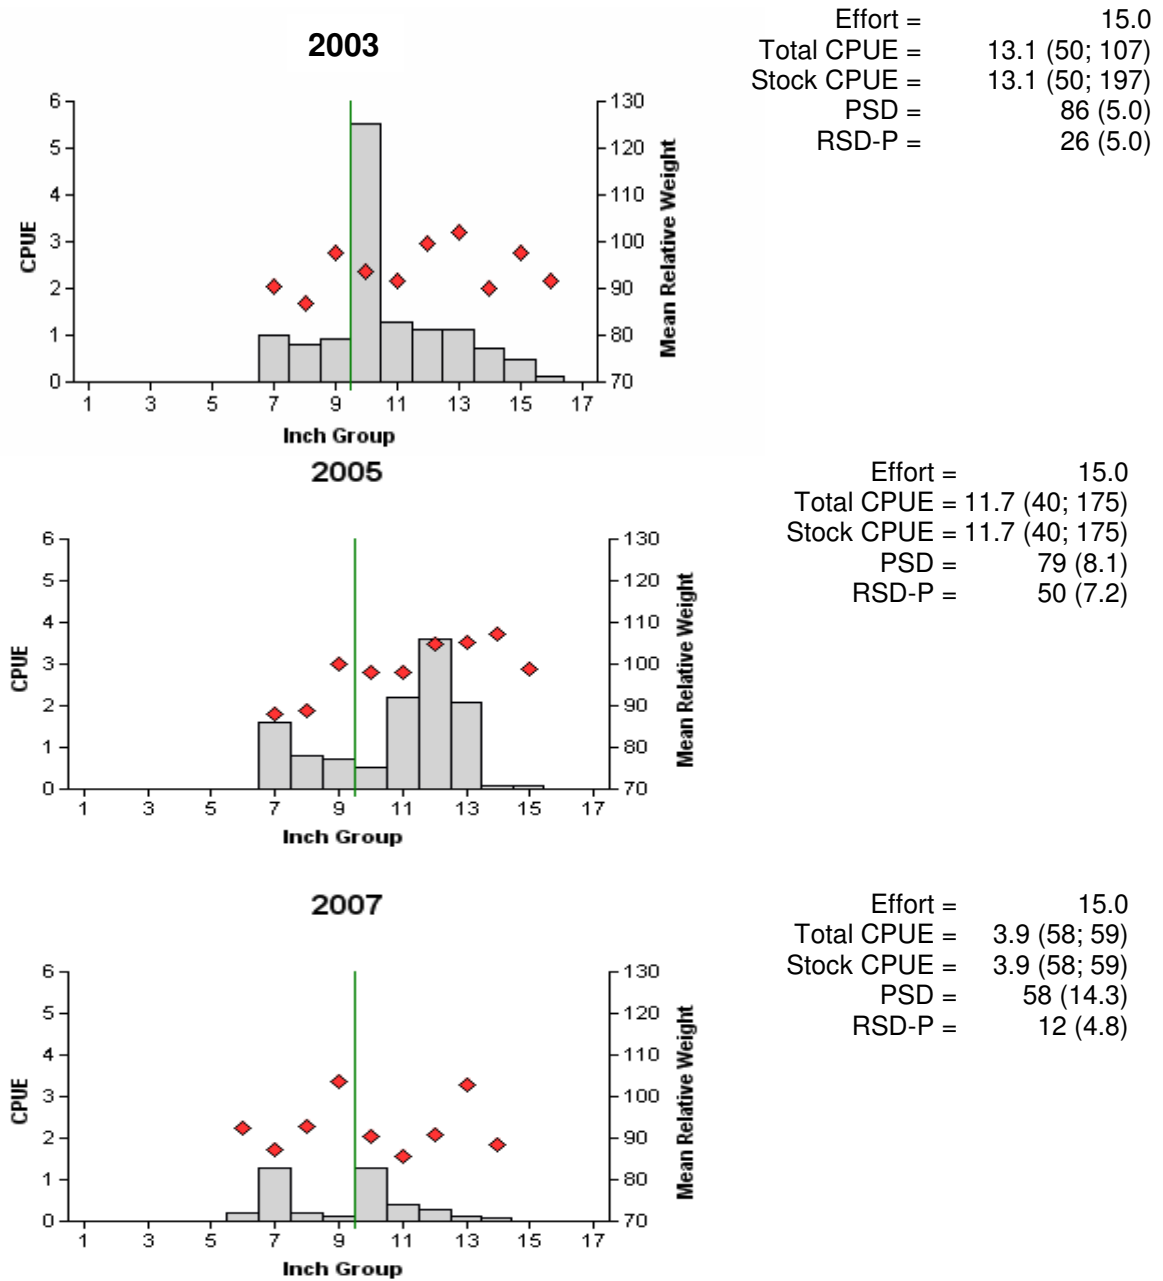 2003
Effort = 15.0
Total CPUE = 13.1 (50; 107)
Stock CPUE = 13.1 (50; 197)
PSD = 86 (5.0)
RSD-P = 26 (5.0)
6 130
5 120
4 110
3 100
2 90
1 80
0 70
CPUE
Mean Relative Weight
1 3 5 7 9 11 13 15 17
Inch Group
2005
Effort = 15.0
Total CPUE = 11.7 (40; 175)
Stock CPUE = 11.7 (40; 175)
PSD = 79 (8.1)
RSD-P = 50 (7.2)
6 130
5 120
4 110
3 100
2 90
1 80
0 70
CPUE
Mean Relative Weight
1 3 5 7 9 11 13 15 17
Inch Group
2007
Effort = 15.0
Total CPUE = 3.9 (58; 59)
Stock CPUE = 3.9 (58; 59)
PSD = 58 (14.3)
RSD-P = 12 (4.8)
6 130
5 120
4 110
3 100
2 90
1 80
0 70
CPUE
Mean Relative Weight
1 3 5 7 9 11 13 15 17
Inch Group